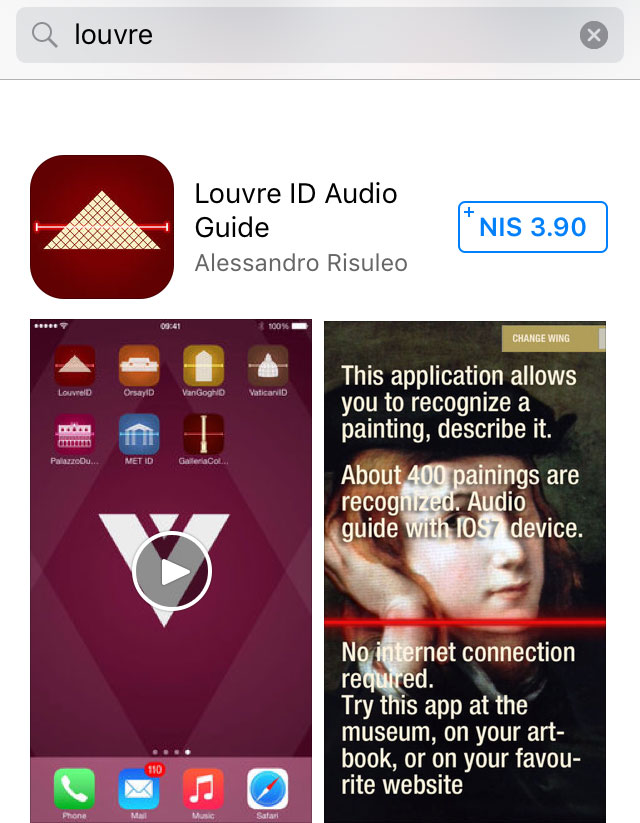 louvre
Louvre ID Audio
Guide
Alessandro Risuleo
+ NIS 3.90
09:41
100%
LouvreID
OrsayID
VanGoghID
VaticaniID
PalazzoDu...
MET ID
GalleriaCol...
110
Phone
Mail
Music
Safari
CHANGE WING
This application allows
you to recognize a
painting, describe it.
About 400 painings are
recognized. Audio
guide with IOS7 device.
No internet connection
required.
Try this app at the
museum, on your art-
book, or on your favou-
rite website